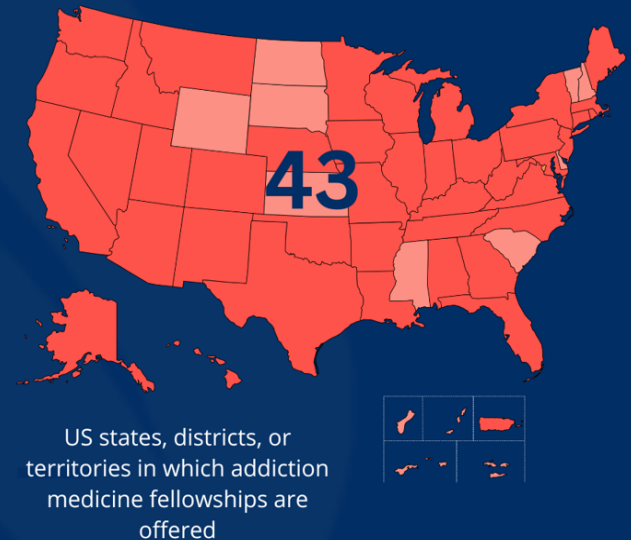 43
US states, districts, or
territories in which addiction
medicine fellowships are
offered